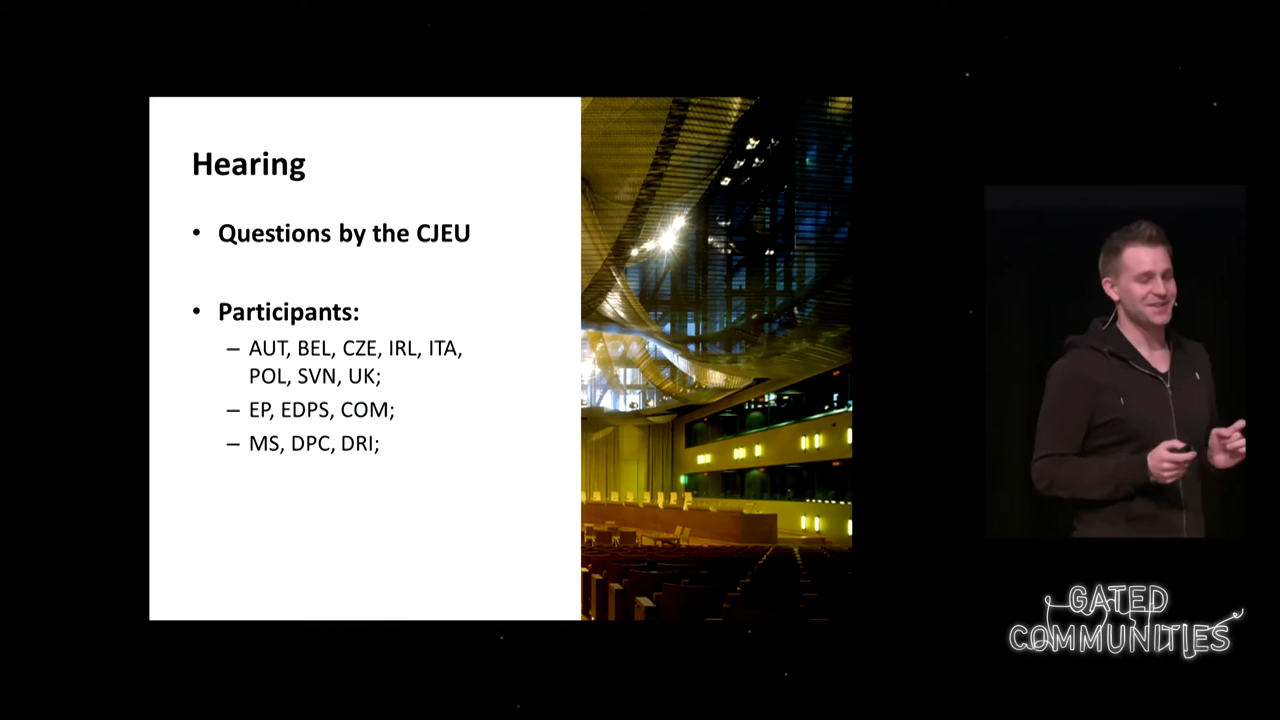 Hearing
• Questions by the CJEU
• Participants:
– AUT, BEL, CZE, IRL, ITA,
POL, SVN, UK;
– EP, EDPS, COM;
– MS, DPC, DRI;
GATED
COMMUNITIES